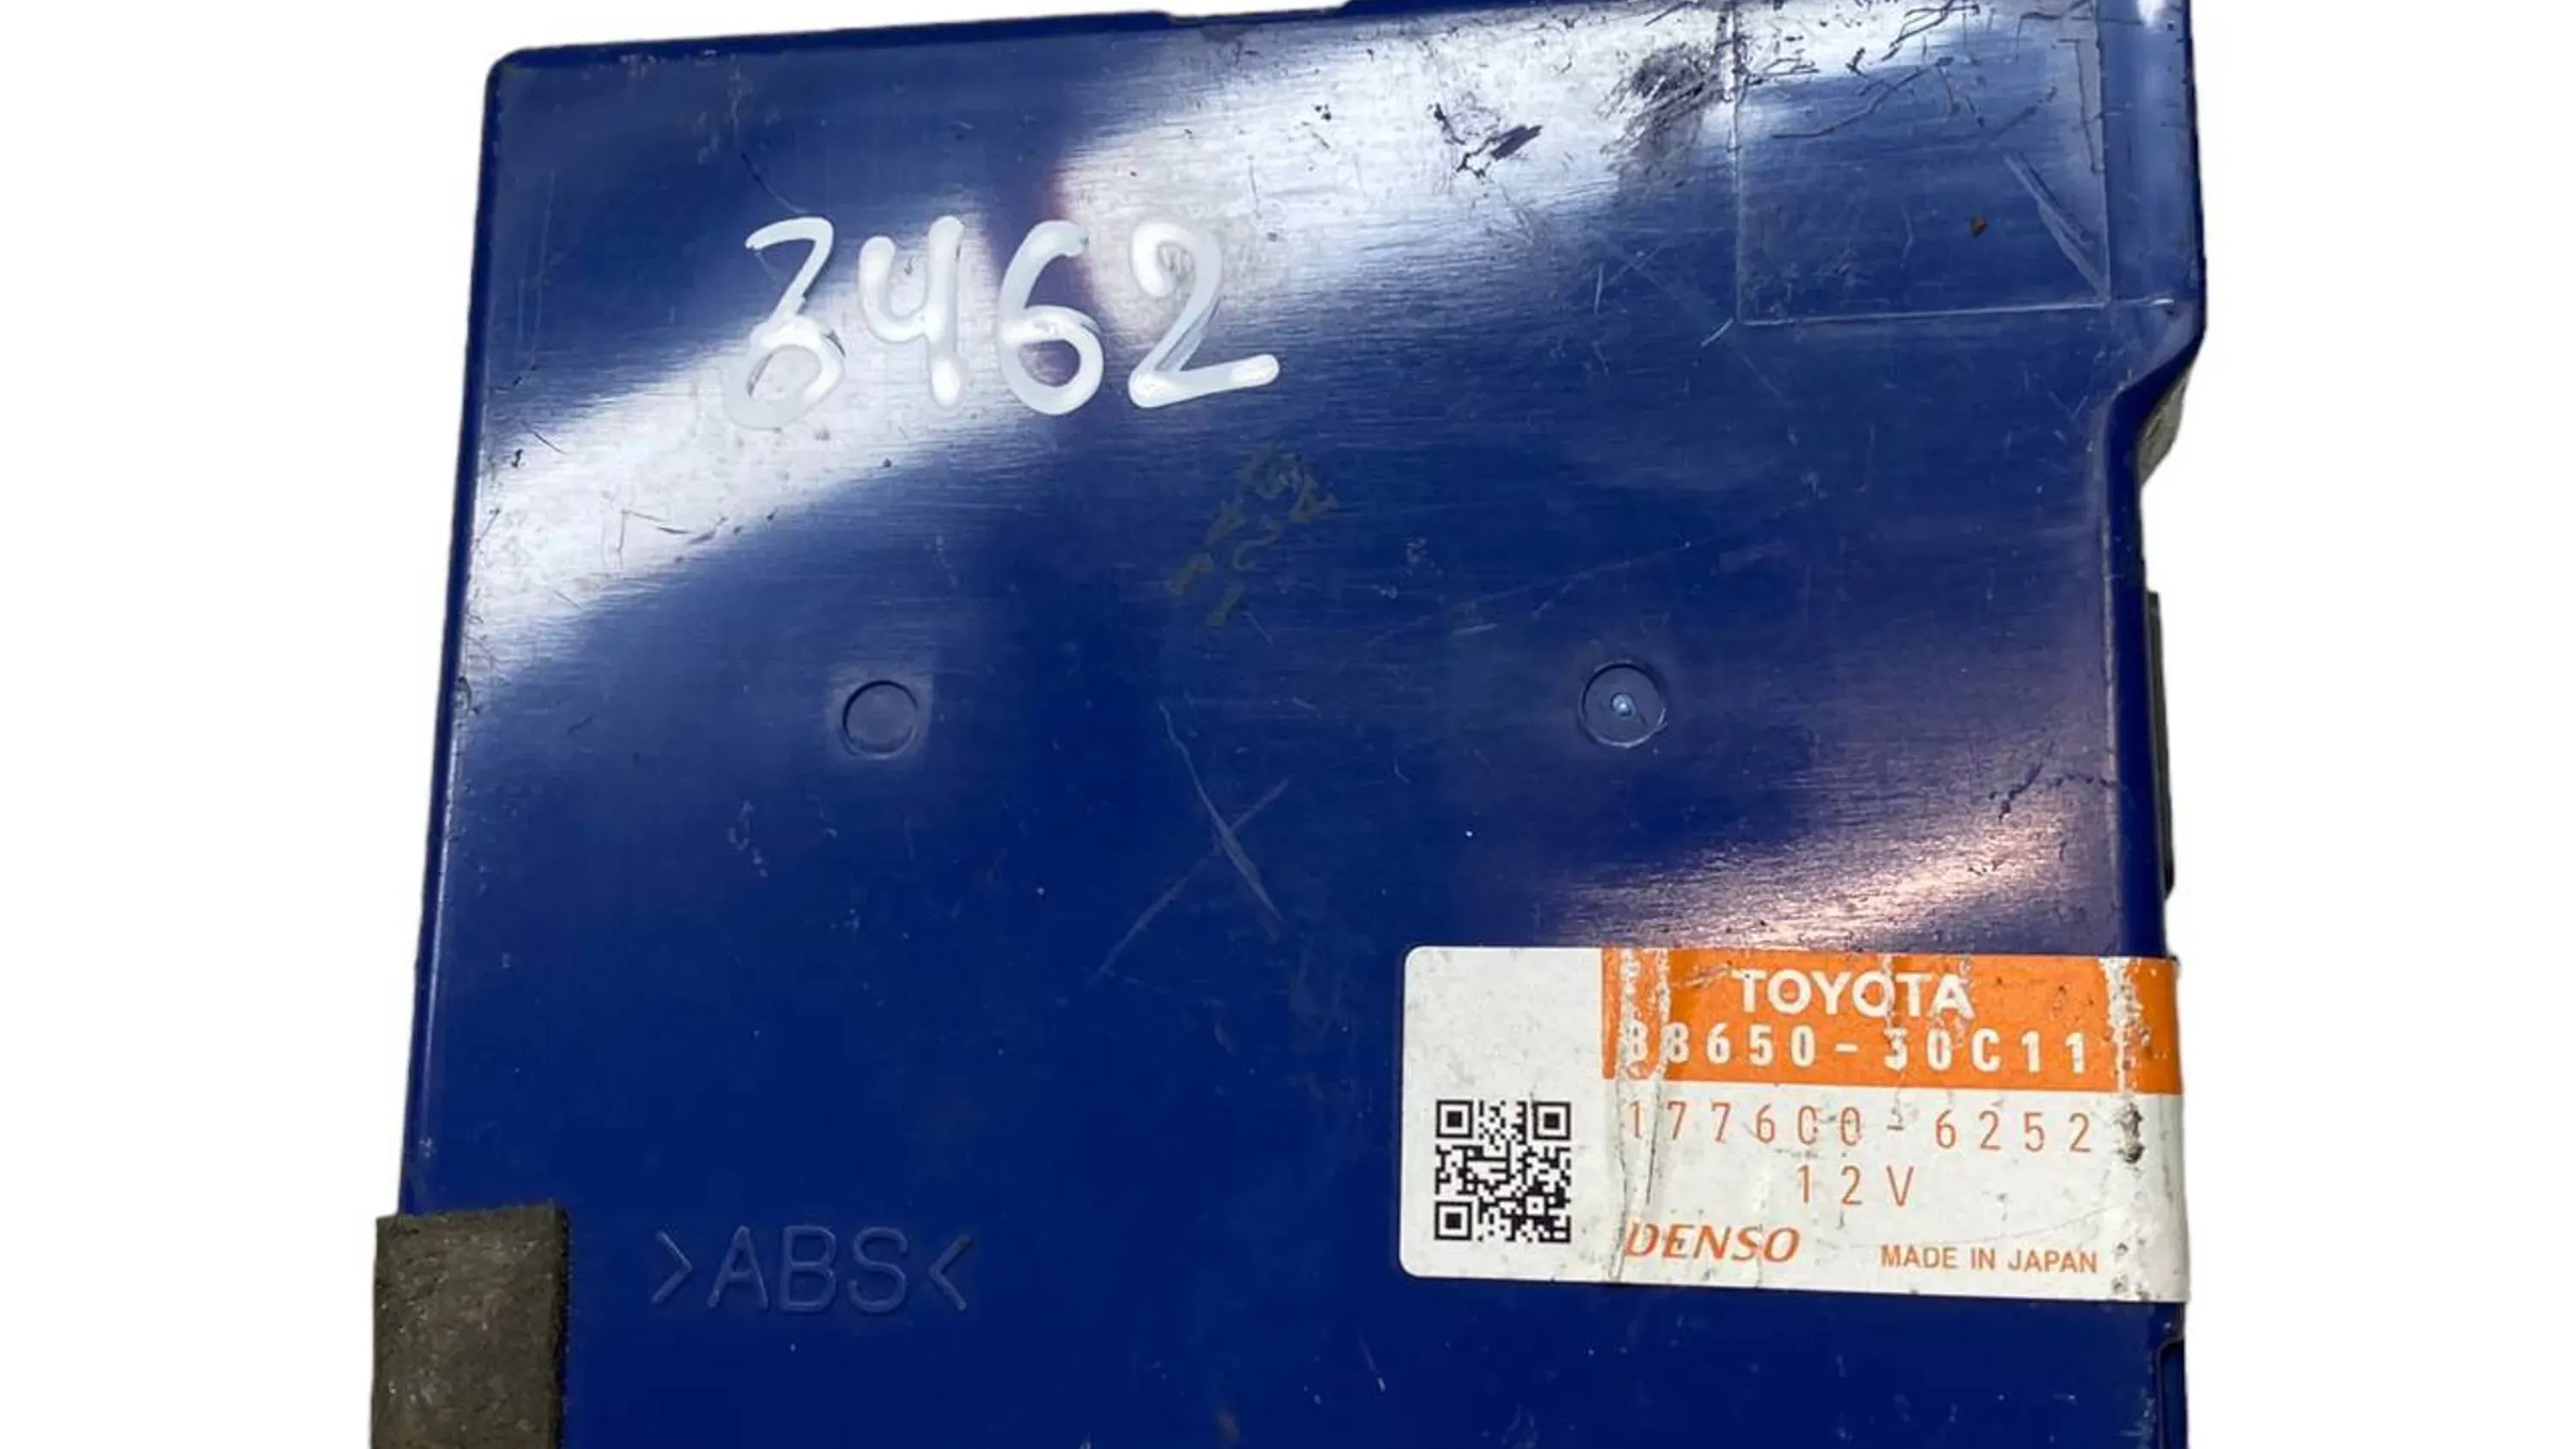 3462
TOYOTA
88650-30C11
177600-6252
12V
DENSO
MADE IN JAPAN
>ABS<